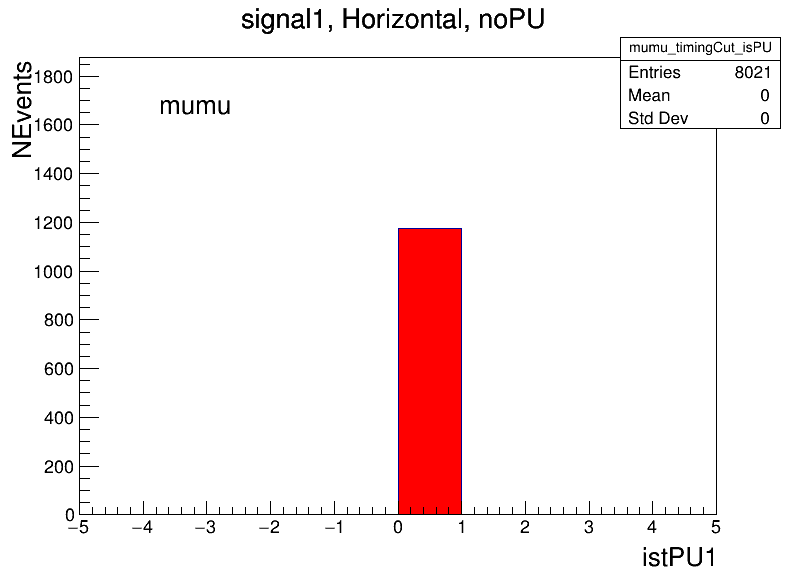 signal1, Horizontal, noPU
mumu_timingCut_isPU
Entries 8021
Mean 0
Std Dev 0
NEvents
mumu
1800
1600
1400
1200
1000
800
600
400
200
0
−5 −4 −3 −2 −1 0 1 2 3 4 5
istPU1